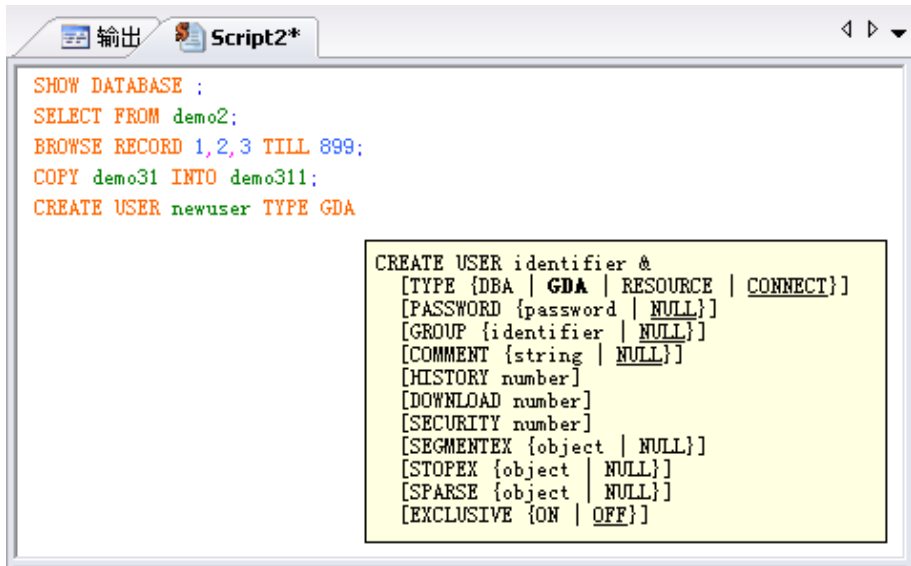 输出 Script2*
SHOW DATABASE ;
SELECT FROM demo2;
BROWSE RECORD 1,2,3 TILL 899;
COPY demo31 INTO demo311;
CREATE USER newuser TYPE GDA
CREATE USER identifier &
[TYPE {DBA | GDA | RESOURCE | CONNECT}]
[PASSWORD {password | NULL}]
[GROUP {identifier | NULL}]
[COMMENT {string | NULL}]
[HISTORY number]
[DOWNLOAD number]
[SECURITY number]
[SEGMENTEX {object | NULL}]
[STOPEX {object | NULL}]
[SPARSE {object | NULL}]
[EXCLUSIVE {ON | OFF}]